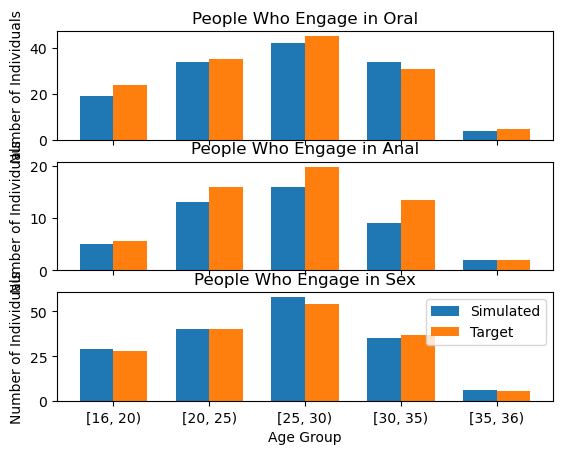 People Who Engage in Oral
Number of Individuals
40
20
0
People Who Engage in Anal
Number of Individuals
20
10
0
People Who Engage in Sex
Number of Individuals
50
25
0
Simulated
Target
[16, 20) [20, 25) [25, 30) [30, 35) [35, 36)
Age Group